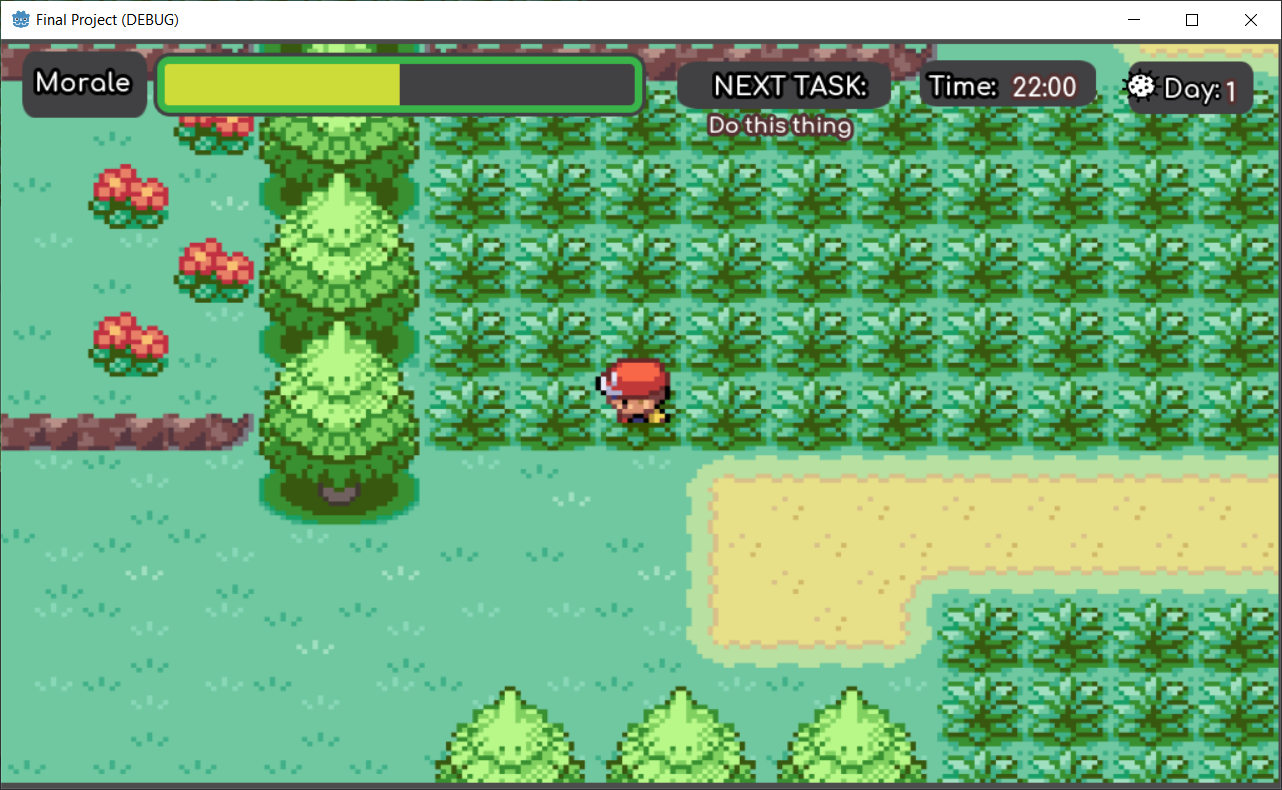 Final Project (DEBUG)
Morale
NEXT TASK:
Do this thing
Time: 22:00
Day: 1